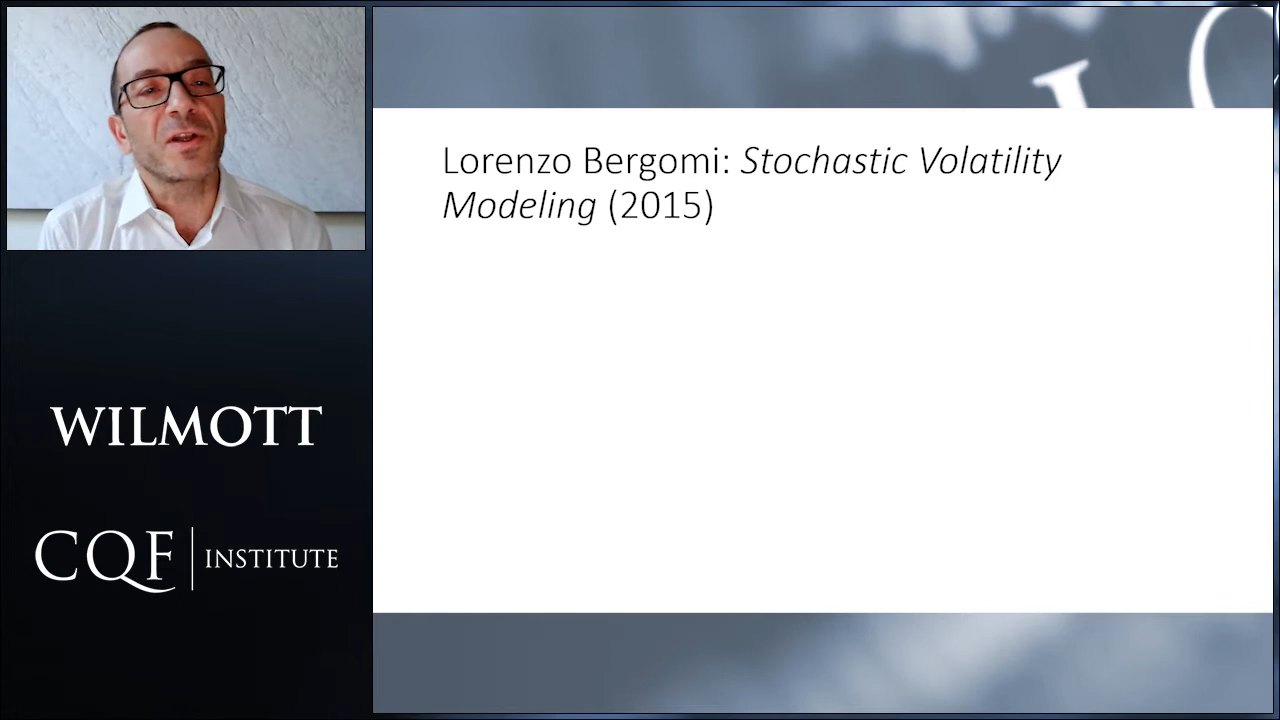 Lorenzo Bergomi: Stochastic Volatility
Modeling (2015)
WILMOTT
CQF | INSTITUTE